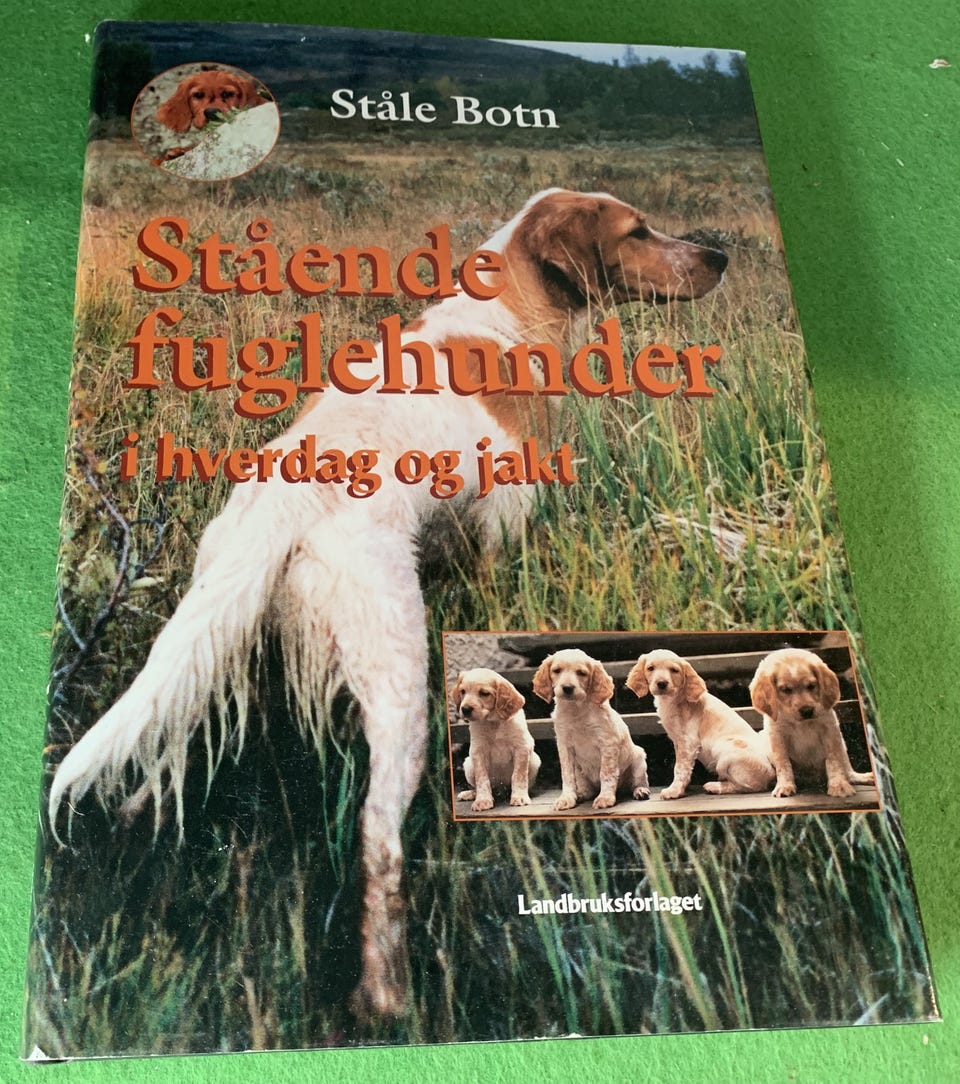 Ståle Botn
Stående
fuglehunder
i hverdag og jakt
Landbruksforlaget